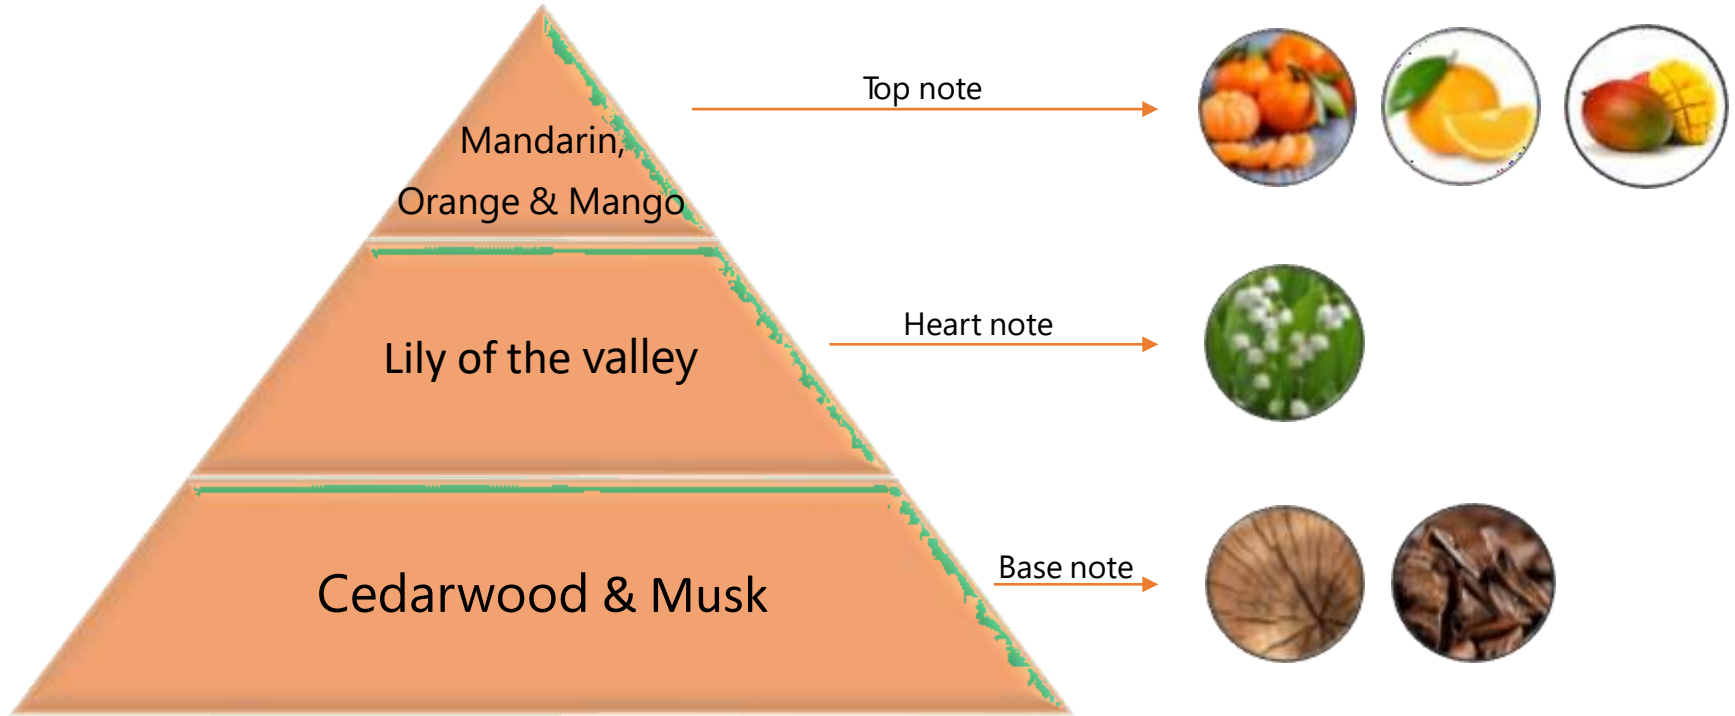 Top note
Mandarin,
Orange & Mango
Heart note
Lily of the valley
Base note
Cedarwood & Musk